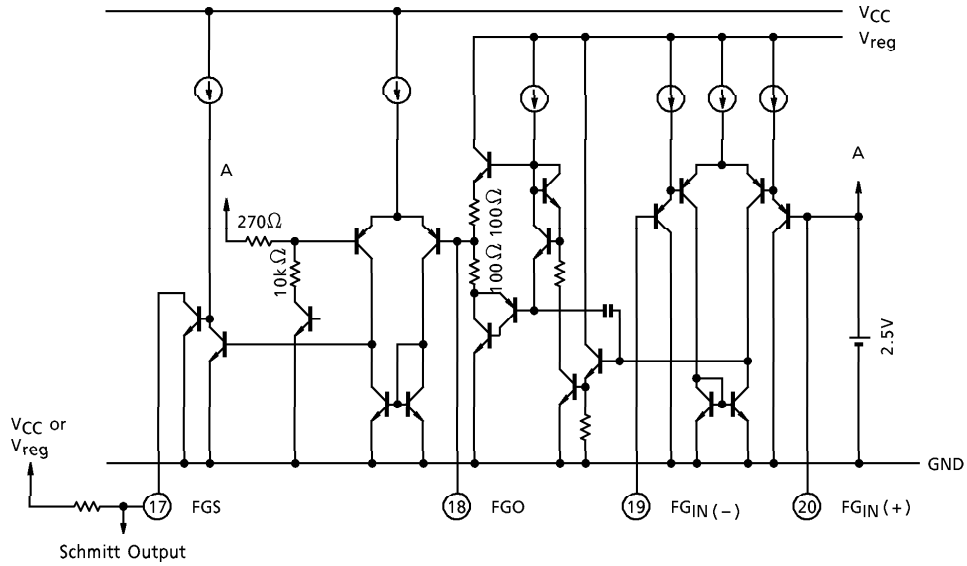 VCC
Vreg
A
A
270Ω
10kΩ
100Ω
100Ω
2.5V
VCC or
Vreg
GND
17
FGS
18
FGO
19
FGIN (−)
20
FGIN (+)
Schmitt Output